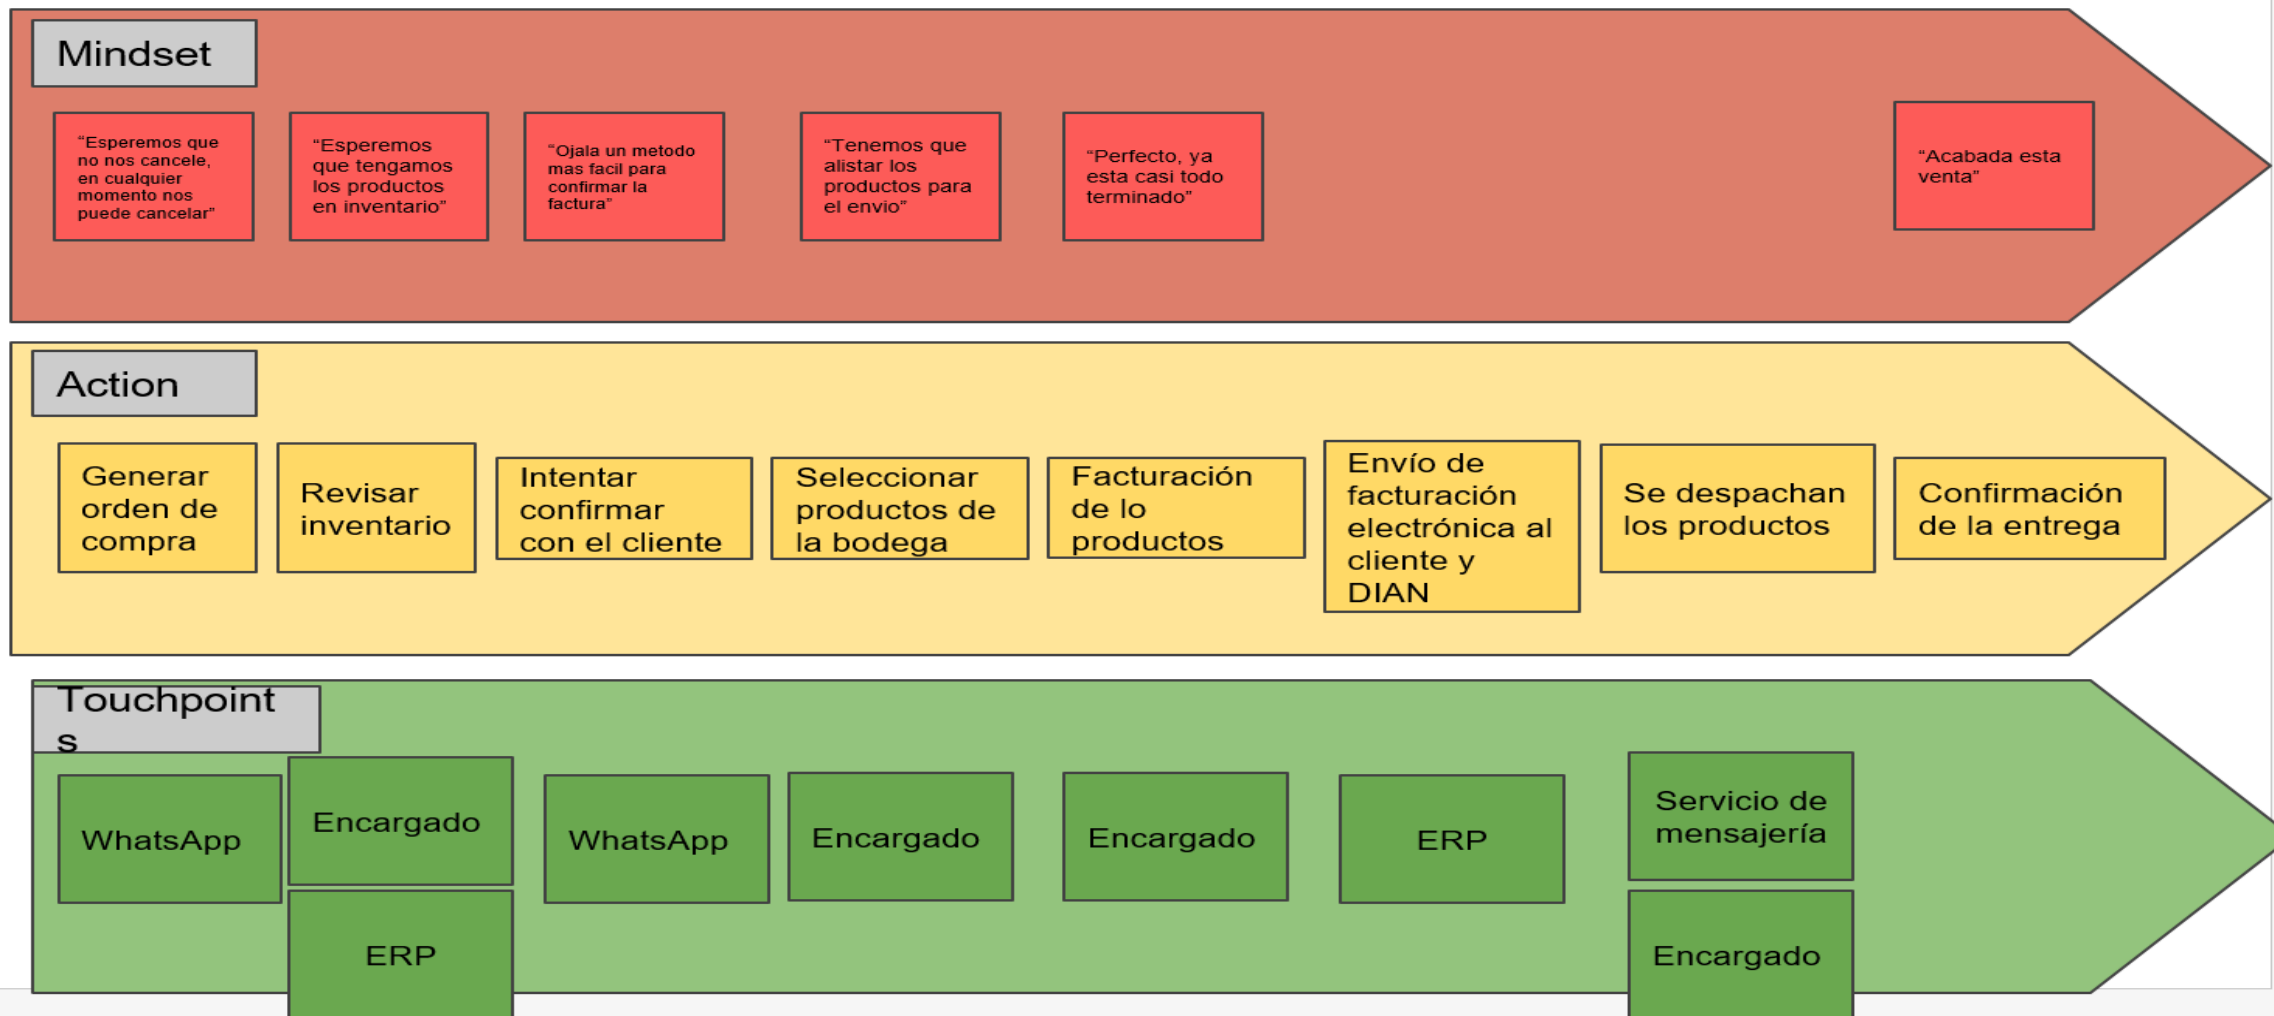 Mindset
“Esperemos que
no nos cancele,
en cualquier
momento nos
puede cancelar”
“Esperemos
que tengamos
los productos
en inventario”
“Ojala un metodo
mas facil para
confirmar la
factura”
“Tenemos que
alistar los
productos para
el envio”
“Perfecto, ya
esta casi todo
terminado”
“Acabada esta
venta”
Action
Generar
orden de
compra
Revisar
inventario
Intentar
confirmar
con el cliente
Seleccionar
productos de
la bodega
Facturación
de lo
productos
Envío de
facturación
electrónica al
cliente y
DIAN
Se despachan
los productos
Confirmación
de la entrega
Touchpoint
s
WhatsApp
Encargado
ERP
WhatsApp
Encargado
Encargado
ERP
Servicio de
mensajería
Encargado